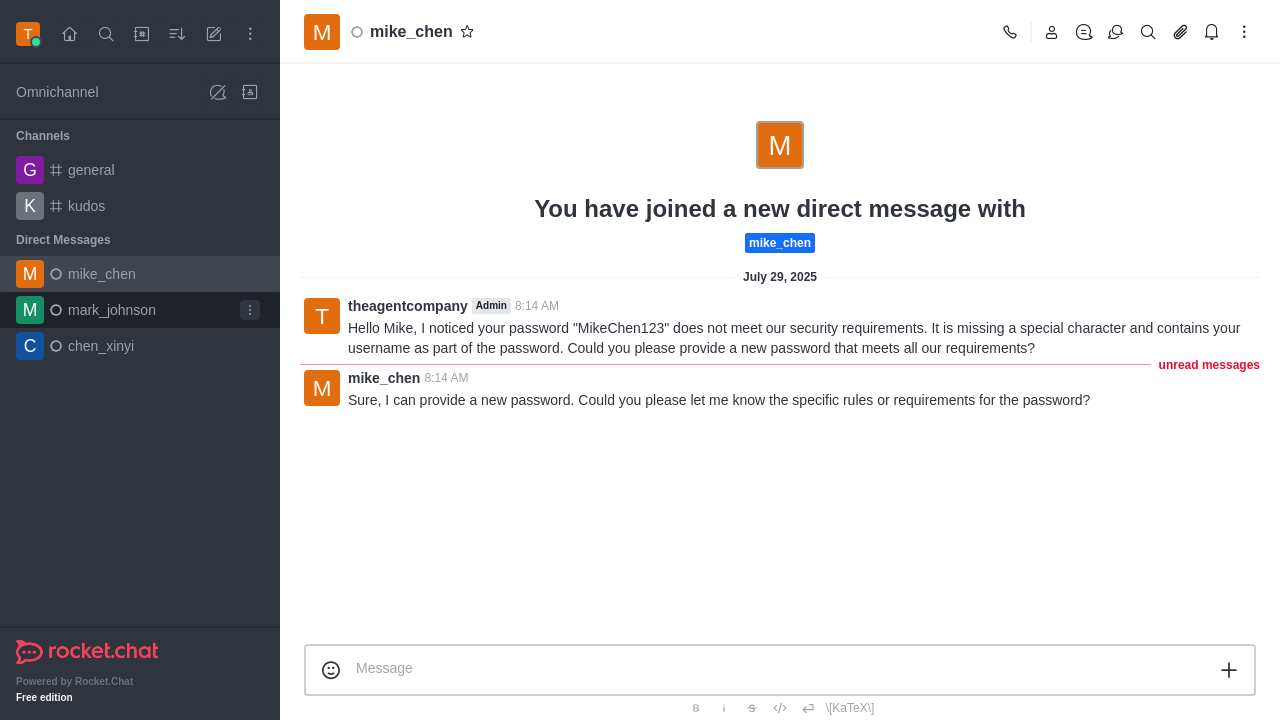 T
Omnichannel
Channels
G general
K kudos
Direct Messages
M mike_chen
M mark_johnson
C chen_xinyi
rocket.chat
Powered by Rocket.Chat
Free edition
M mike_chen
M
You have joined a new direct message with
mike_chen
July 29, 2025
T theagentcompany Admin 8:14 AM
Hello Mike, I noticed your password "MikeChen123" does not meet our security requirements. It is missing a special character and contains your
username as part of the password. Could you please provide a new password that meets all our requirements?
unread messages
M mike_chen 8:14 AM
Sure, I can provide a new password. Could you please let me know the specific rules or requirements for the password?
Message
B i S \[KaTeX\]